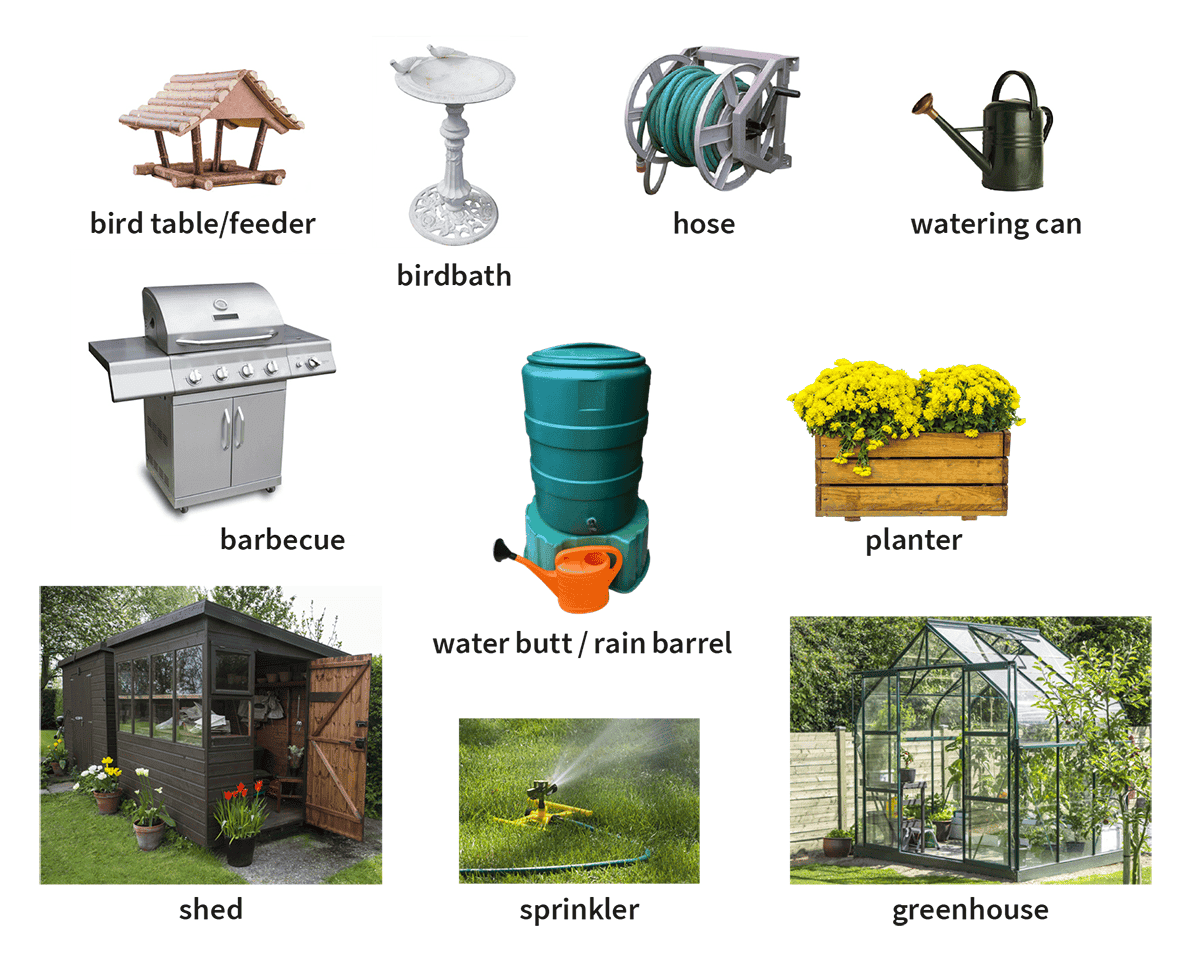 bird table/feeder
birdbath
hose
watering can
barbecue
water butt / rain barrel
planter
shed
sprinkler
greenhouse